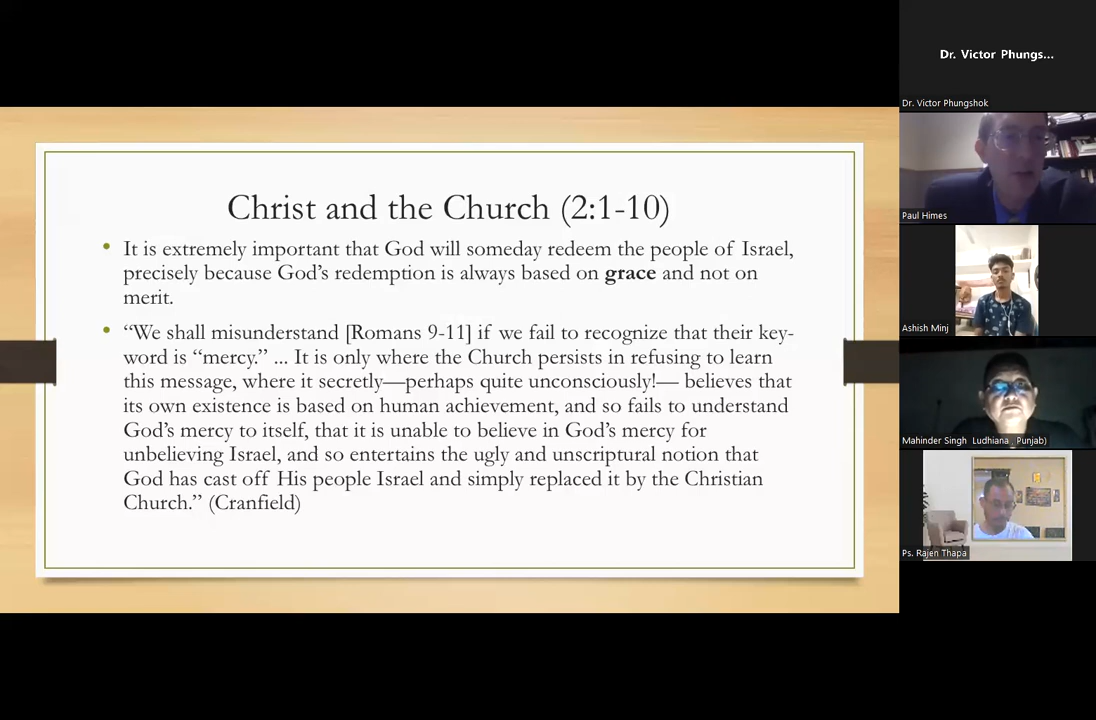 Christ and the Church (2:1-10)
• It is extremely important that God will someday redeem the people of Israel,
precisely because God’s redemption is always based on grace and not on
merit.
• “We shall misunderstand [Romans 9-11] if we fail to recognize that their key-
word is “mercy.” ... It is only where the Church persists in refusing to learn
this message, where it secretly—perhaps quite unconsciously!— believes that
its own existence is based on human achievement, and so fails to understand
God’s mercy to itself, that it is unable to believe in God’s mercy for
unbelieving Israel, and so entertains the ugly and unscriptural notion that
God has cast off His people Israel and simply replaced it by the Christian
Church.” (Cranfield)
Dr. Victor Phungs...
Dr. Victor Phungshok
Paul Himes
Ashish Minj
Mahinder Singh Ludhiana _Punjab)
Ps. Rajen Thapa